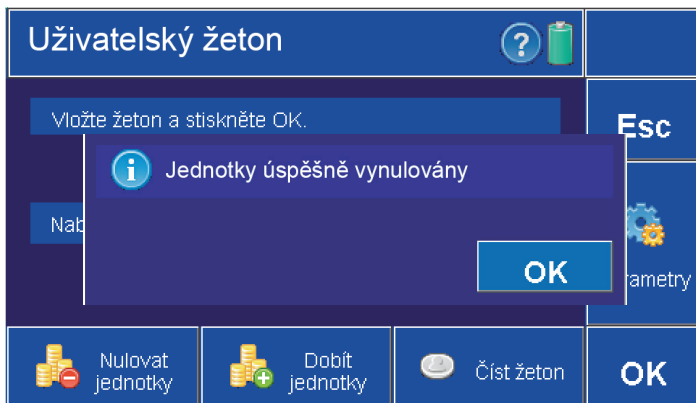 Uživatelský žeton
?
Vložte žeton a stiskněte OK.
Esc
i Jednotky úspěšně vynulovány
Nab
OK
rametry
Nulovat
jednotky
Dobít
jednotky
Číst žeton
OK